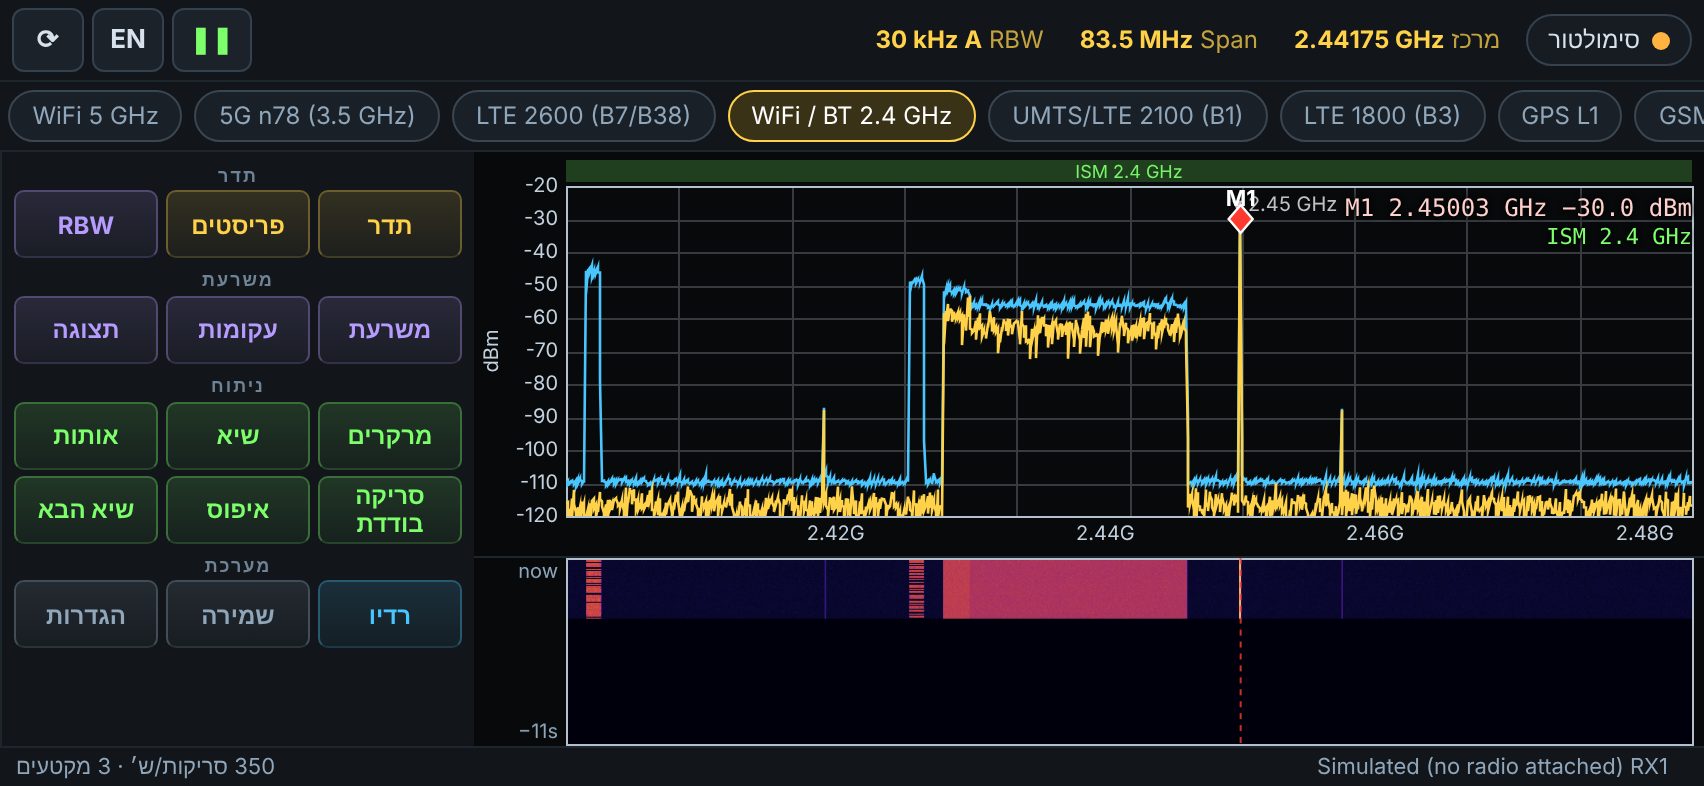 ⟳ EN ❚❚ 30 kHz A RBW 83.5 MHz Span 2.44175 GHz מרכז סימולטור
WiFi 5 GHz 5G n78 (3.5 GHz) LTE 2600 (B7/B38) WiFi / BT 2.4 GHz UMTS/LTE 2100 (B1) LTE 1800 (B3) GPS L1 GSM
תדר
תדר פריסטים RBW
משרעת
משרעת עקומות תצוגה
ניתוח
מרקרים שיא אותות
סריקה בודדת איפוס שיא הבא
מערכת
רדיו שמירה הגדרות
ISM 2.4 GHz
M1 2.45 GHz M1 2.45003 GHz −30.0 dBm
ISM 2.4 GHz
dBm
-20
-30
-40
-50
-60
-70
-80
-90
-100
-110
-120
2.42G 2.44G 2.46G 2.48G
now
−11s
350 סריקות/ש׳ · 3 מקטעים
Simulated (no radio attached) RX1